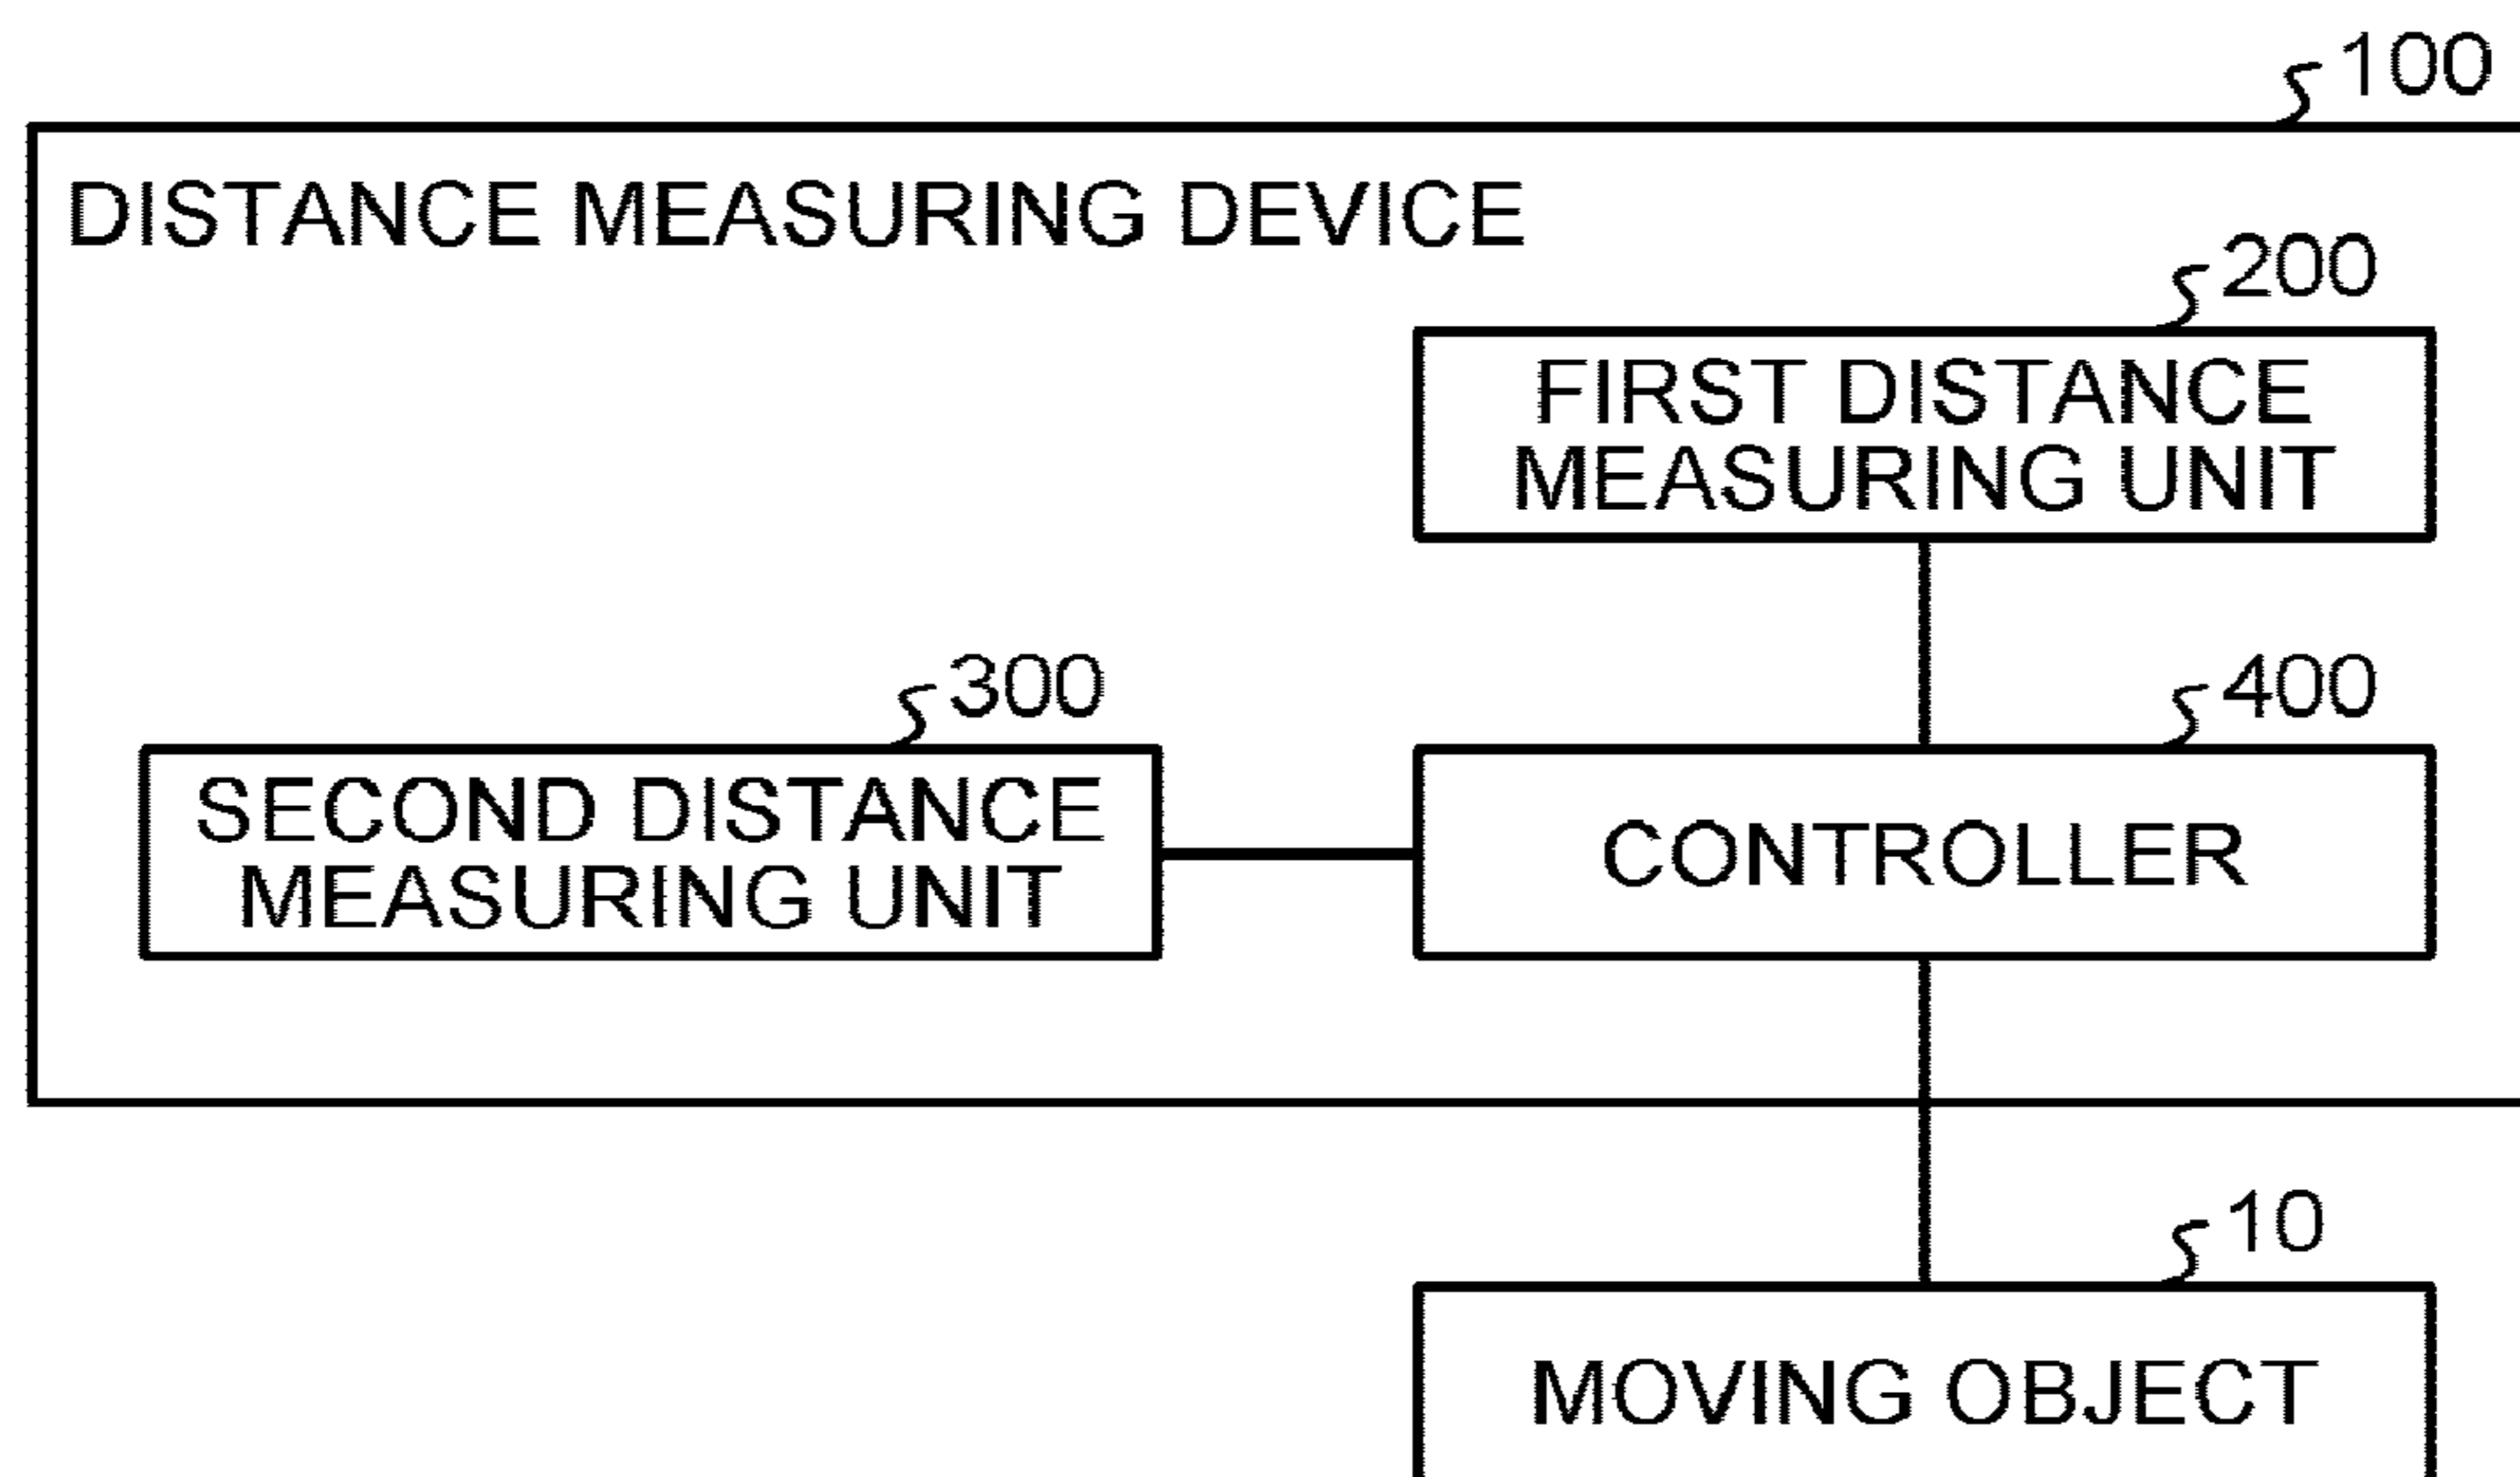 100
DISTANCE MEASURING DEVICE
200
FIRST DISTANCE
MEASURING UNIT
300
SECOND DISTANCE
MEASURING UNIT
400
CONTROLLER
10
MOVING OBJECT